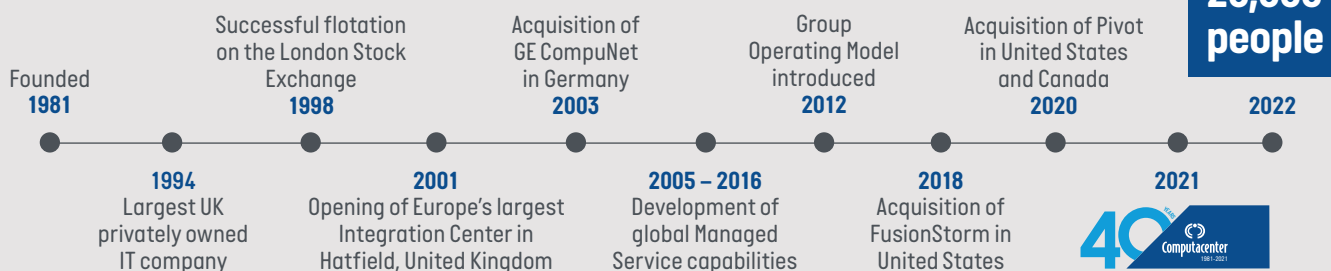 people
Founded
1981
Successful flotation
on the London Stock
Exchange
1998
Acquisition of
GE CompuNet
in Germany
2003
Group
Operating Model
introduced
2012
Acquisition of Pivot
in United States
and Canada
2020
2022
1994
Largest UK
privately owned
IT company
2001
Opening of Europe's largest
Integration Center in
Hatfield, United Kingdom
2005 – 2016
Development of
global Managed
Service capabilities
2018
Acquisition of
FusionStorm in
United States
2021
40 YEARS
Computacenter
1981-2021